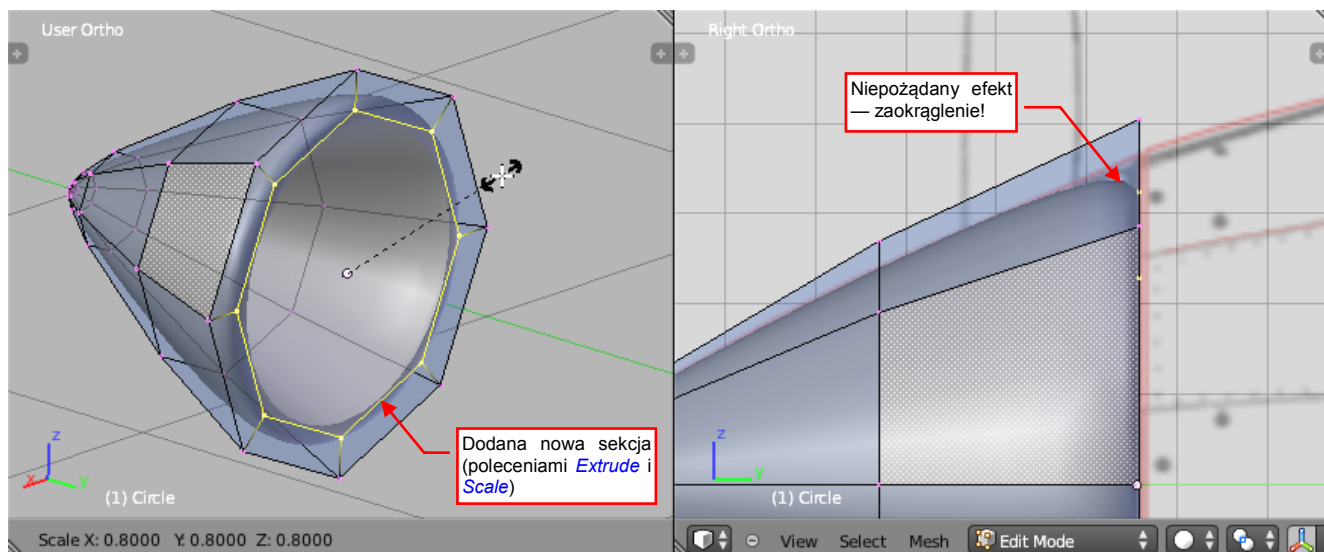 User Ortho
Right Ortho
Niepożądany efekt
— zaokrąglenie!
Dodana nowa sekcja
(poleceniami Extrude i
Scale)
z
x
y
(1) Circle
z
y
(1) Circle
Scale X: 0.8000 Y: 0.8000 Z: 0.8000
View Select Mesh Edit Mode